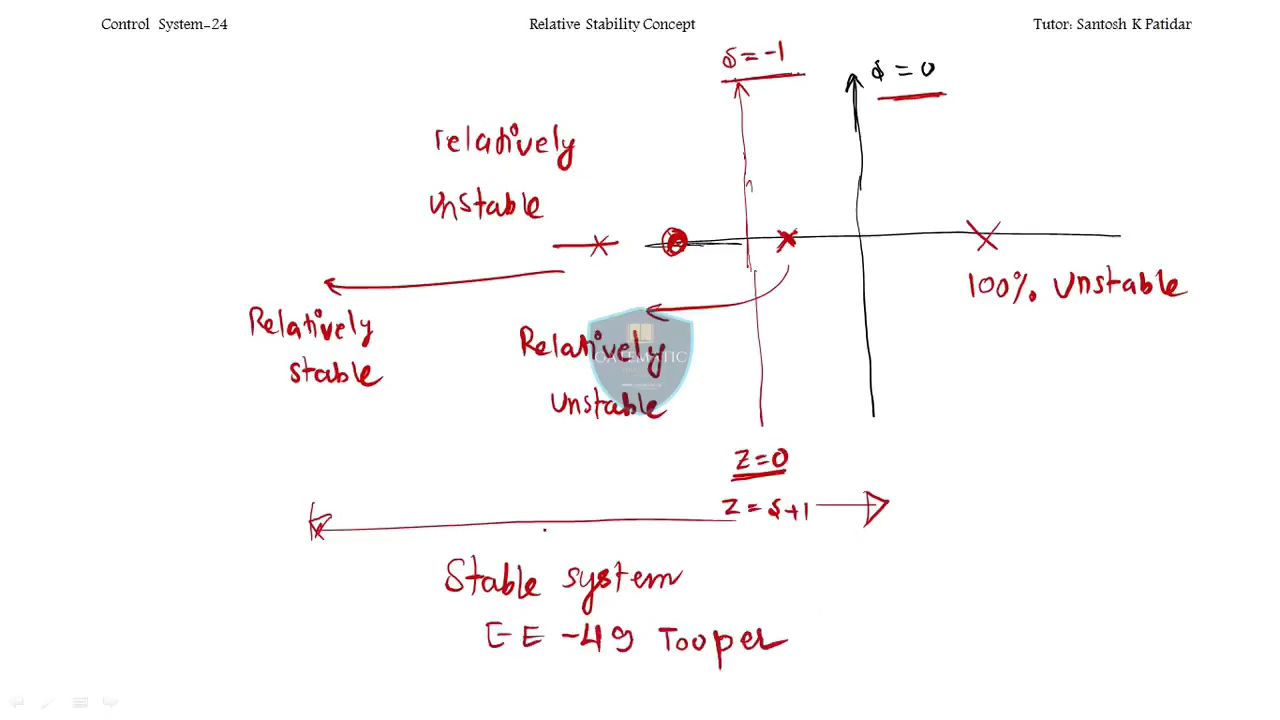 Control System-24
Relative Stability Concept
Tutor: Santosh K Patidar
s = -1
s = 0
relatively
unstable
100% unstable
Relatively
stable
Relatively
unstable
Z = 0
Z = s+1
Stable system
EE -49 Tooper